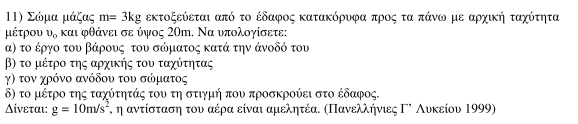 11) Σώμα μάζας m= 3kg εκτοξεύεται από το έδαφος κατακόρυφα προς τα πάνω με αρχική ταχύτητα
μέτρου υₒ και φθάνει σε ύψος 20m. Να υπολογίσετε:
α) το έργο του βάρους του σώματος κατά την άνοδό του
β) το μέτρο της αρχικής του ταχύτητας
γ) τον χρόνο ανόδου του σώματος
δ) το μέτρο της ταχύτητάς του τη στιγμή που προσκρούει στο έδαφος.
Δίνεται: g = 10m/s², η αντίσταση του αέρα είναι αμελητέα. (Πανελλήνιες Γ’ Λυκείου 1999)